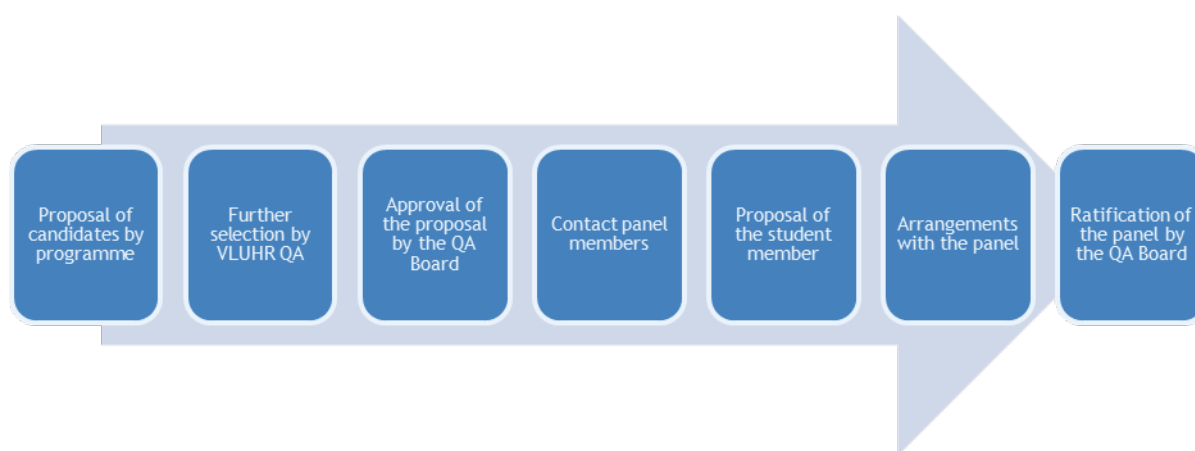 Proposal of
candidates by
programme
Further
selection by
VLUHR QA
Approval of
the proposal
by the QA
Board
Contact panel
members
Proposal of
the student
member
Arrangements
with the panel
Ratification of
the panel by
the QA Board